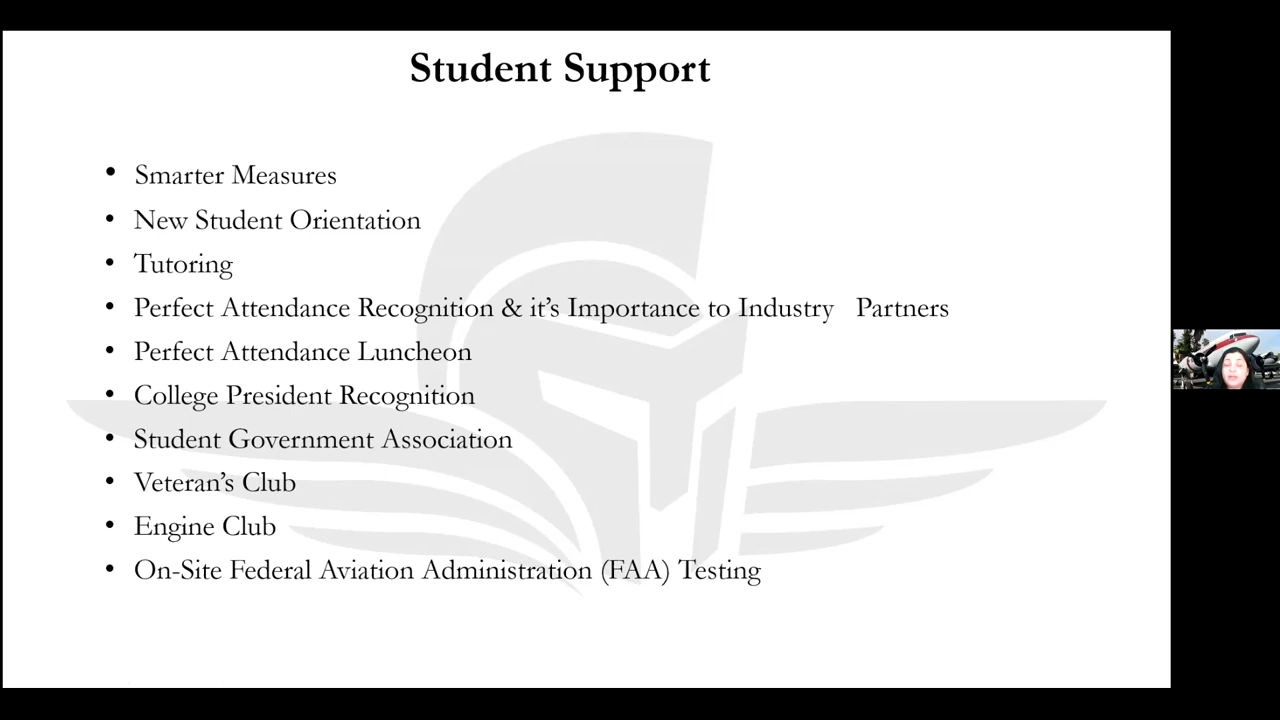 Student Support
• Smarter Measures
• New Student Orientation
• Tutoring
• Perfect Attendance Recognition & it’s Importance to Industry   Partners
• Perfect Attendance Luncheon
• College President Recognition
• Student Government Association
• Veteran’s Club
• Engine Club
• On-Site Federal Aviation Administration (FAA) Testing